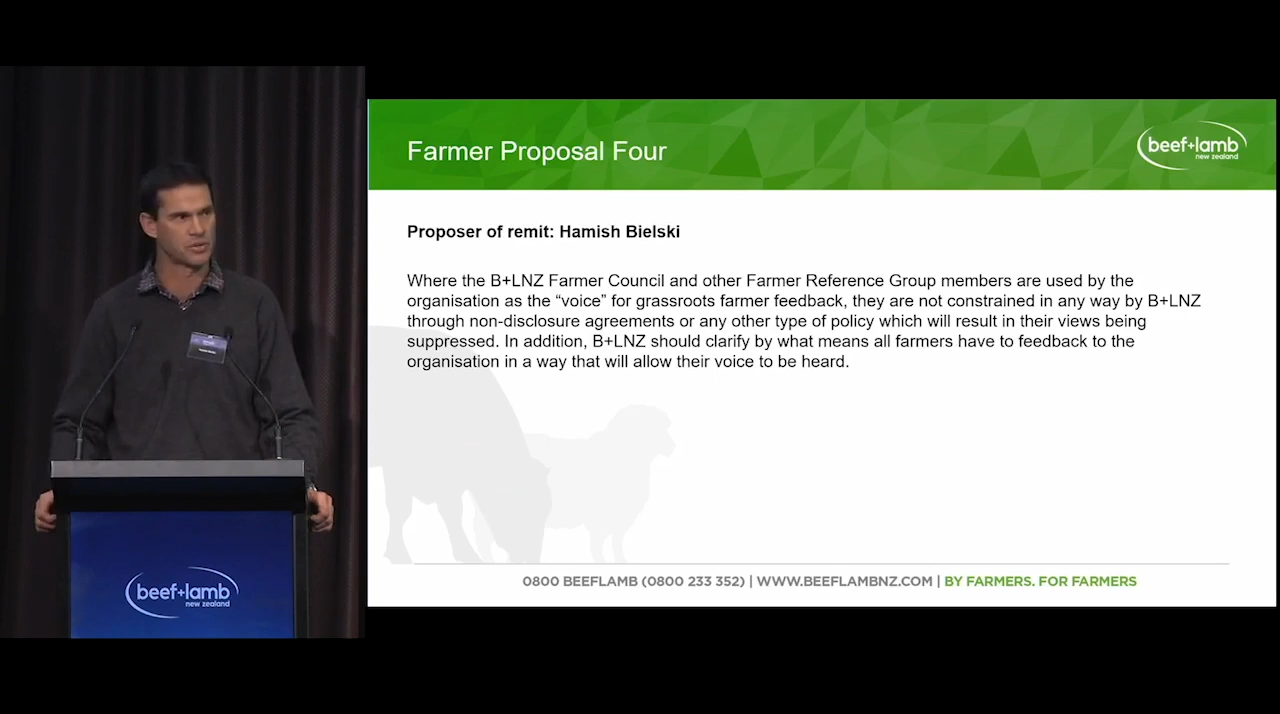 Farmer Proposal Four
beef+lamb
new zealand
Proposer of remit: Hamish Bielski
Where the B+LNZ Farmer Council and other Farmer Reference Group members are used by the
organisation as the “voice” for grassroots farmer feedback, they are not constrained in any way by B+LNZ
through non-disclosure agreements or any other type of policy which will result in their views being
suppressed. In addition, B+LNZ should clarify by what means all farmers have to feedback to the
organisation in a way that will allow their voice to be heard.
0800 BEEFLAMB (0800 233 352) | WWW.BEEFLAMBNZ.COM | BY FARMERS. FOR FARMERS
beef+lamb
new zealand